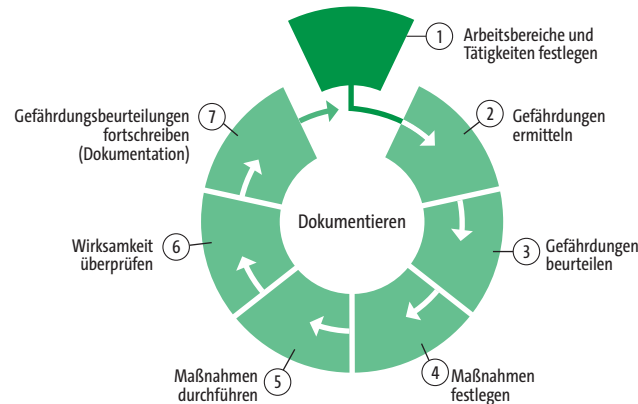 1
Arbeitsbereiche und
Tätigkeiten festlegen
2
Gefährdungen
ermitteln
3
Gefährdungen
beurteilen
4
Maßnahmen
festlegen
5
Maßnahmen
durchführen
6
Wirksamkeit
überprüfen
7
Gefährdungsbeurteilungen
fortschreiben
(Dokumentation)
Dokumentieren